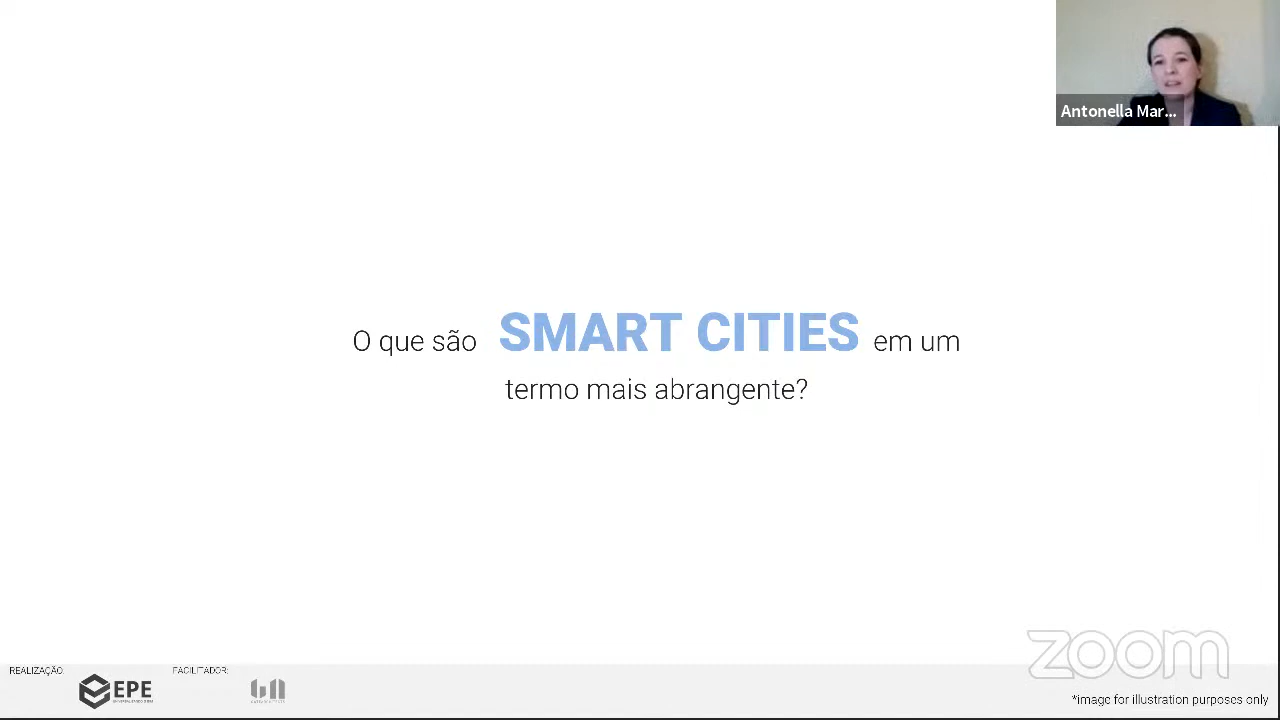 Antonella Mar...
O que são SMART CITIES em um
termo mais abrangente?
zoom
REALIZAÇÃO
FACILITADOR:
EPE
*image for illustration purposes only